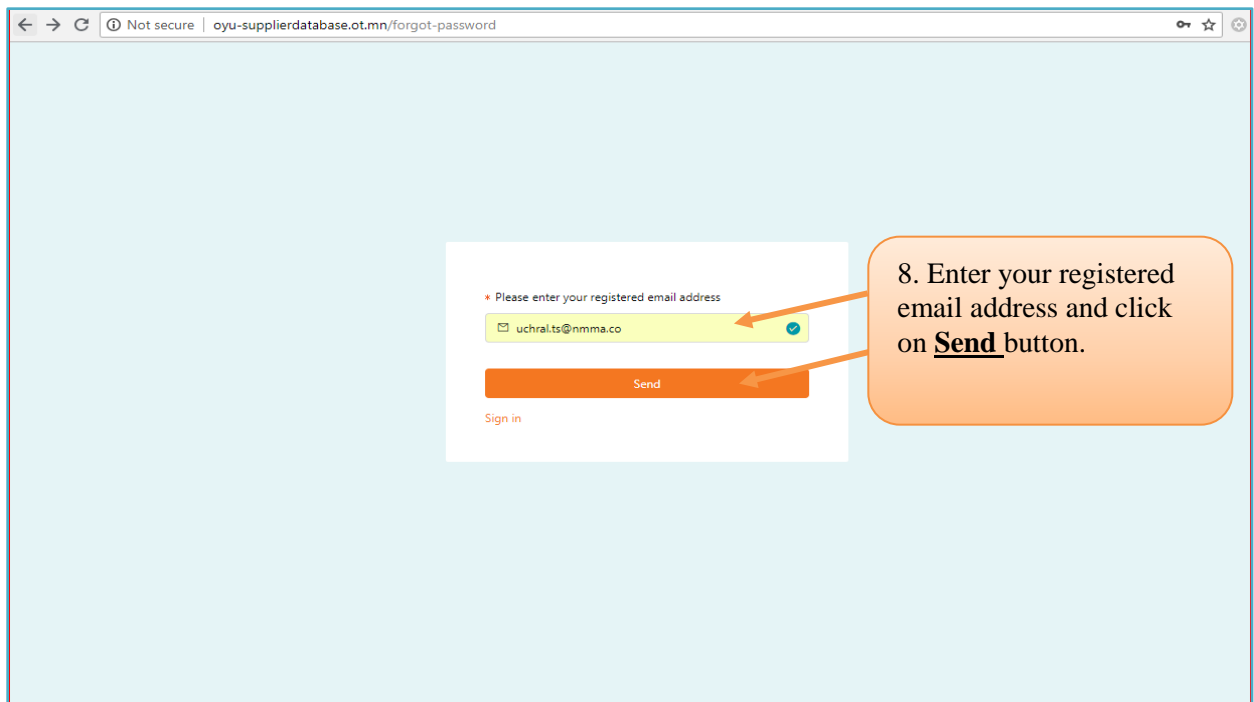 Not secure | oyu-supplierdatabase.ot.mn/forgot-password
* Please enter your registered email address
uchral.ts@nmma.co
Send
Sign in
8. Enter your registered
email address and click
on Send button.